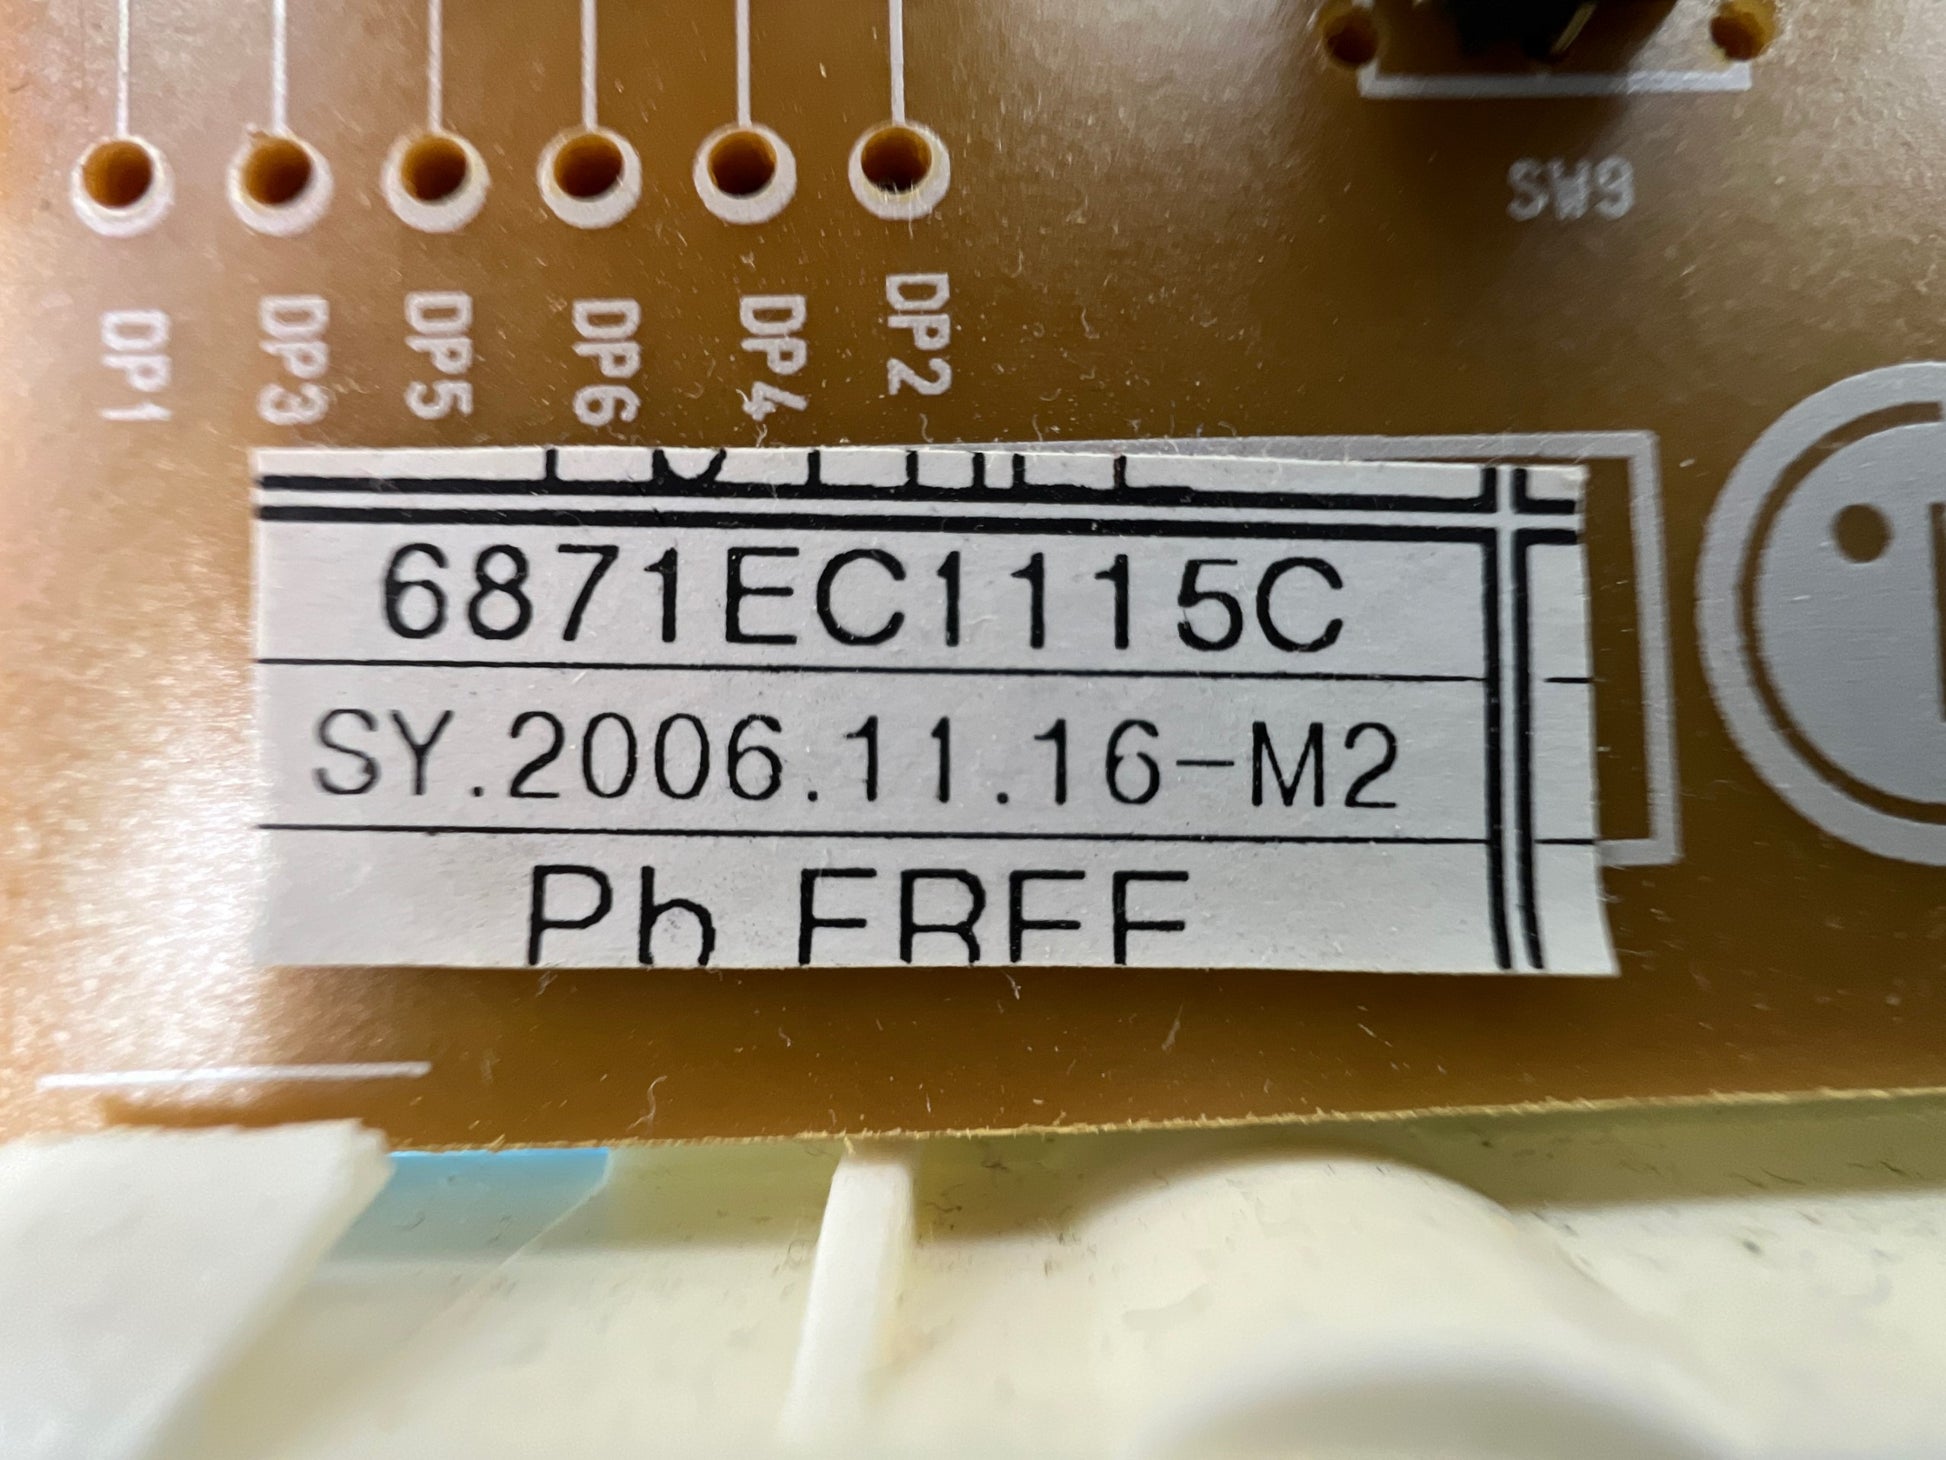 SW9
DP1
DP3
DP5
DP6
DP4
DP2
6871EC1115C
SY.2006.11.16-M2
Pb FREE